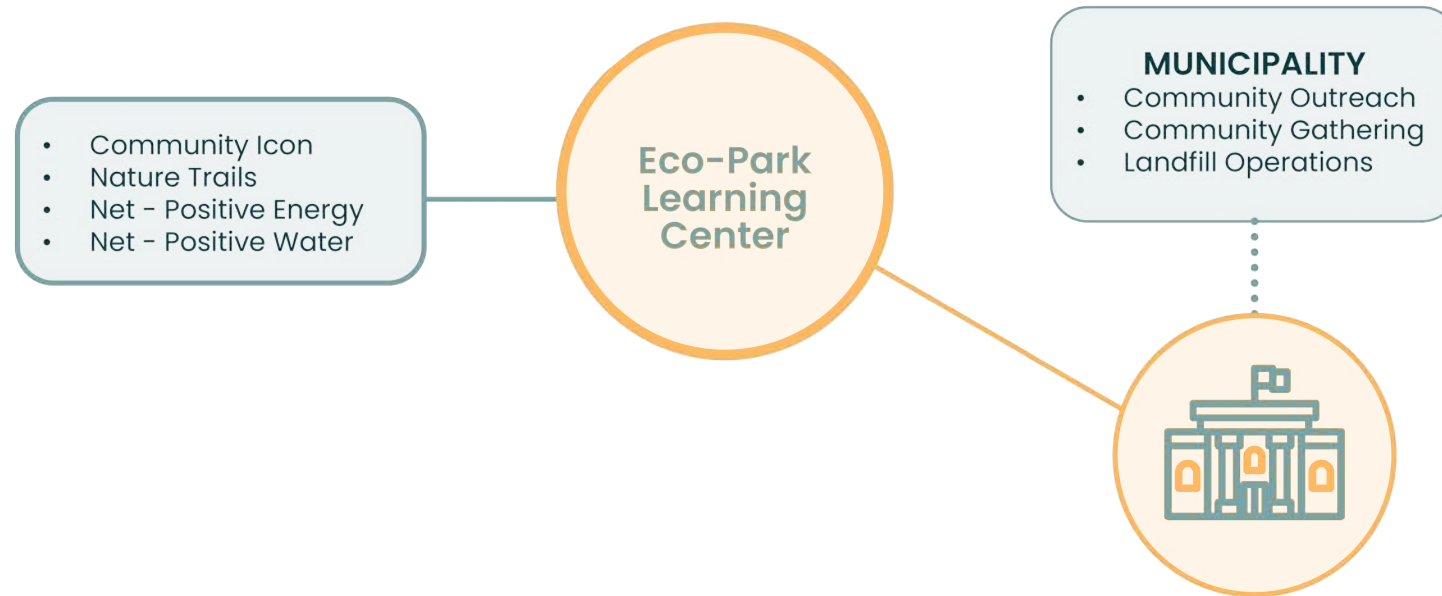 • Community Icon
• Nature Trails
• Net - Positive Energy
• Net - Positive Water
Eco-Park
Learning
Center
MUNICIPALITY
• Community Outreach
• Community Gathering
• Landfill Operations